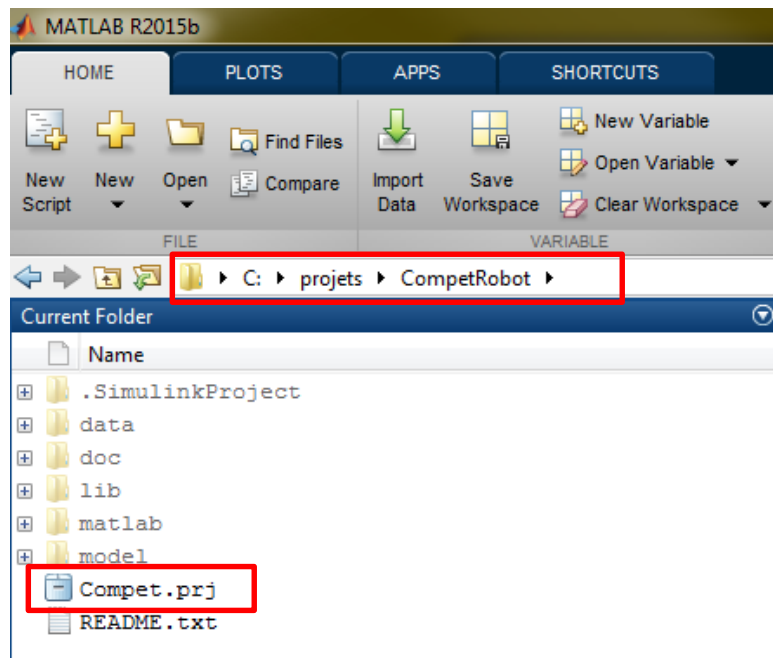 MATLAB R2015b
HOME PLOTS APPS SHORTCUTS
New Script
New
Open
Find Files
Compare
Import Data
Save Workspace
New Variable
Open Variable
Clear Workspace
FILE VARIABLE
C: projets CompetRobot
Current Folder
Name
.SimulinkProject
data
doc
lib
matlab
model
Compet.prj
README.txt